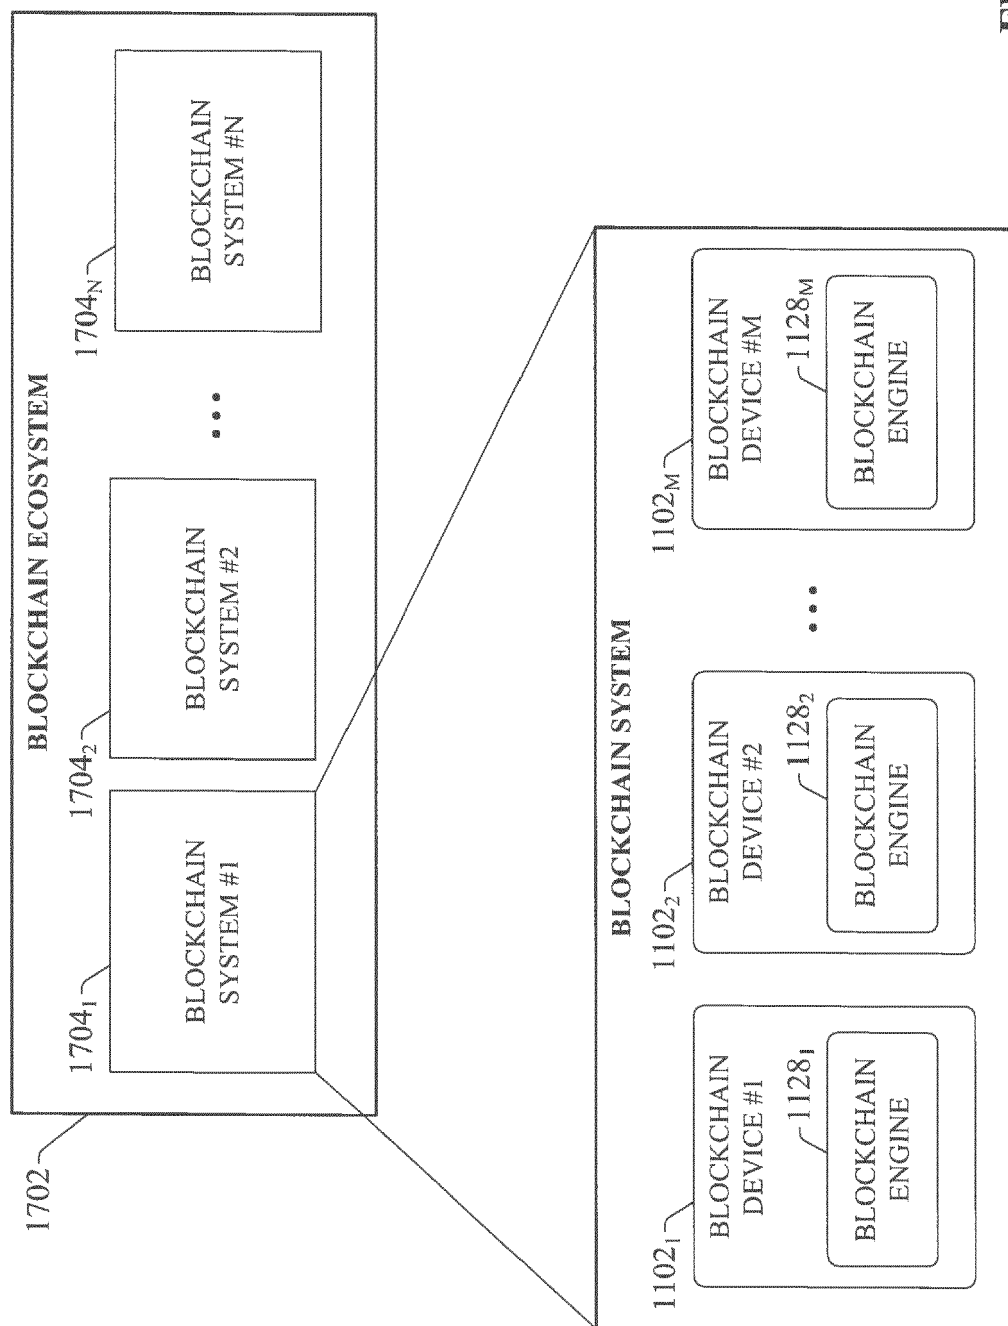 BLOCKCHAIN ECOSYSTEM
1702
1704₁
BLOCKCHAIN
SYSTEM #1
1704₂
BLOCKCHAIN
SYSTEM #2
•••
1704N
BLOCKCHAIN
SYSTEM #N
BLOCKCHAIN SYSTEM
1102₁
BLOCKCHAIN
DEVICE #1
1128₁
BLOCKCHAIN
ENGINE
1102₂
BLOCKCHAIN
DEVICE #2
1128₂
BLOCKCHAIN
ENGINE
•••
1102M
BLOCKCHAIN
DEVICE #M
1128M
BLOCKCHAIN
ENGINE